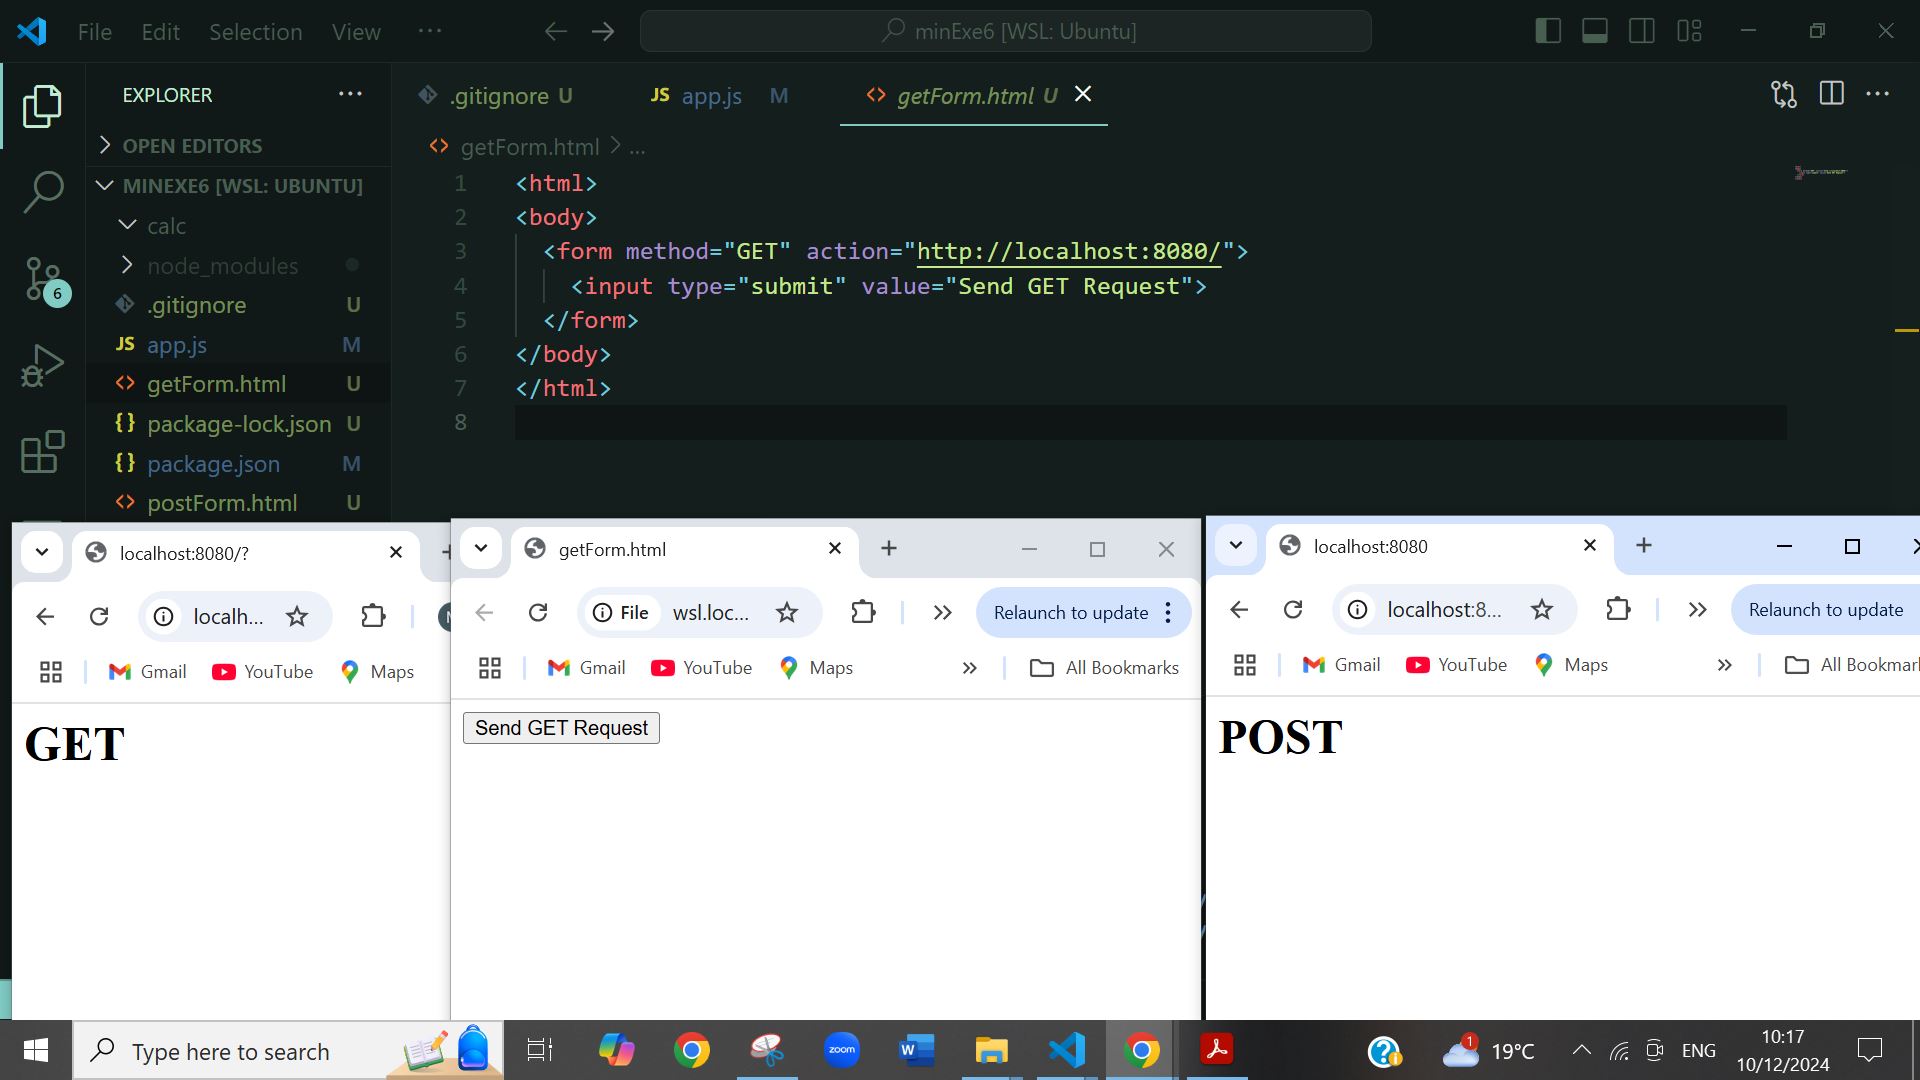 File Edit Selection View ···
minExe6 [WSL: Ubuntu]
EXPLORER ···
.gitignore U
JS app.js M
<> getForm.html U
OPEN EDITORS
<> getForm.html > ...
MINEXE6 [WSL: UBUNTU]
calc
node_modules
.gitignore U
JS app.js M
<> getForm.html U
{} package-lock.json U
{} package.json M
<> postForm.html U
6
1 <html>
2 <body>
3 <form method="GET" action="http://localhost:8080/">
4 <input type="submit" value="Send GET Request">
5 </form>
6 </body>
7 </html>
8
localhost:8080/?
localh...
Gmail YouTube Maps
GET
getForm.html
File wsl.loc... Relaunch to update
Gmail YouTube Maps All Bookmarks
Send GET Request
localhost:8080
localhost:8... Relaunch to update
Gmail YouTube Maps All Bookmar
POST
Type here to search
zoom
W
1
19°C
ENG
10:17
10/12/2024